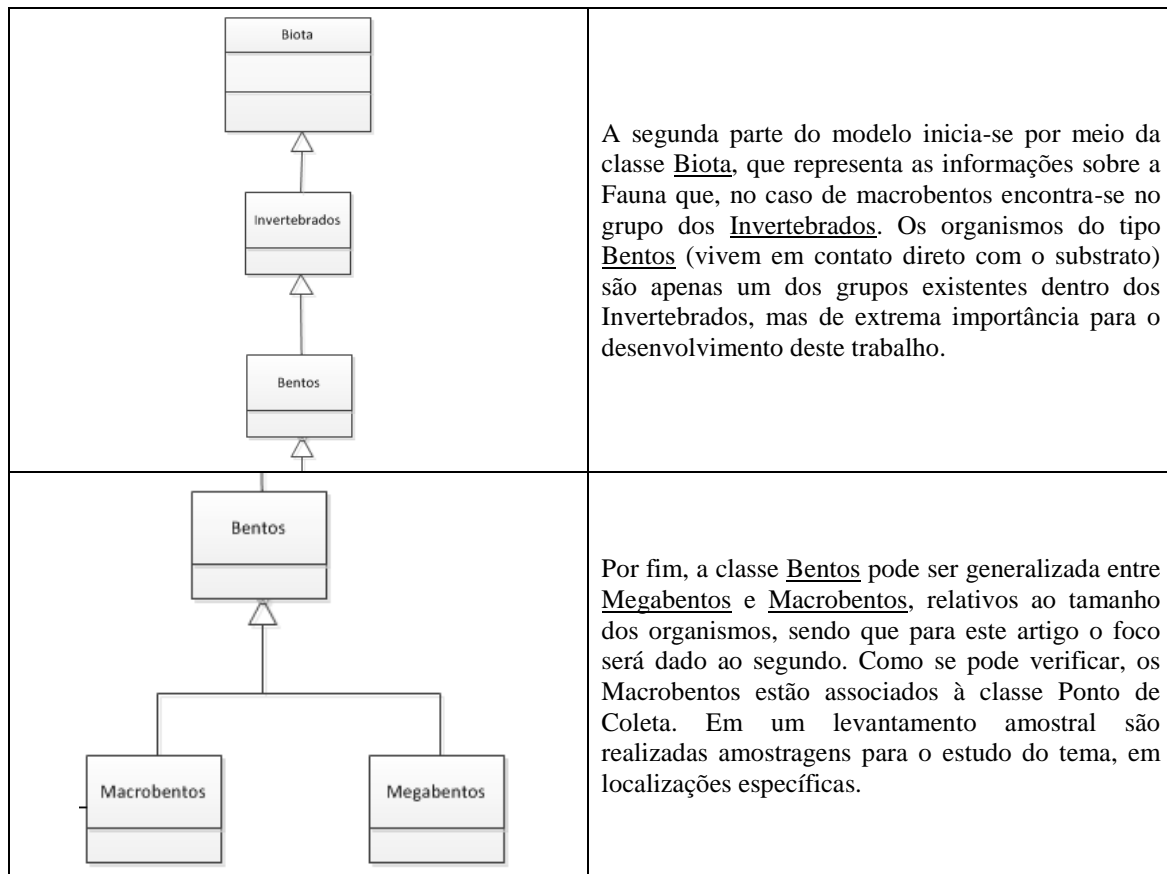 Biota
Invertebrados
Bentos
A segunda parte do modelo inicia-se por meio da
classe Biota, que representa as informações sobre a
Fauna que, no caso de macrobentos encontra-se no
grupo dos Invertebrados. Os organismos do tipo
Bentos (vivem em contato direto com o substrato)
são apenas um dos grupos existentes dentro dos
Invertebrados, mas de extrema importância para o
desenvolvimento deste trabalho.
Bentos
Macrobentos
Megabentos
Por fim, a classe Bentos pode ser generalizada entre
Megabentos e Macrobentos, relativos ao tamanho
dos organismos, sendo que para este artigo o foco
será dado ao segundo. Como se pode verificar, os
Macrobentos estão associados à classe Ponto de
Coleta. Em um levantamento amostral são
realizadas amostragens para o estudo do tema, em
localizações específicas.